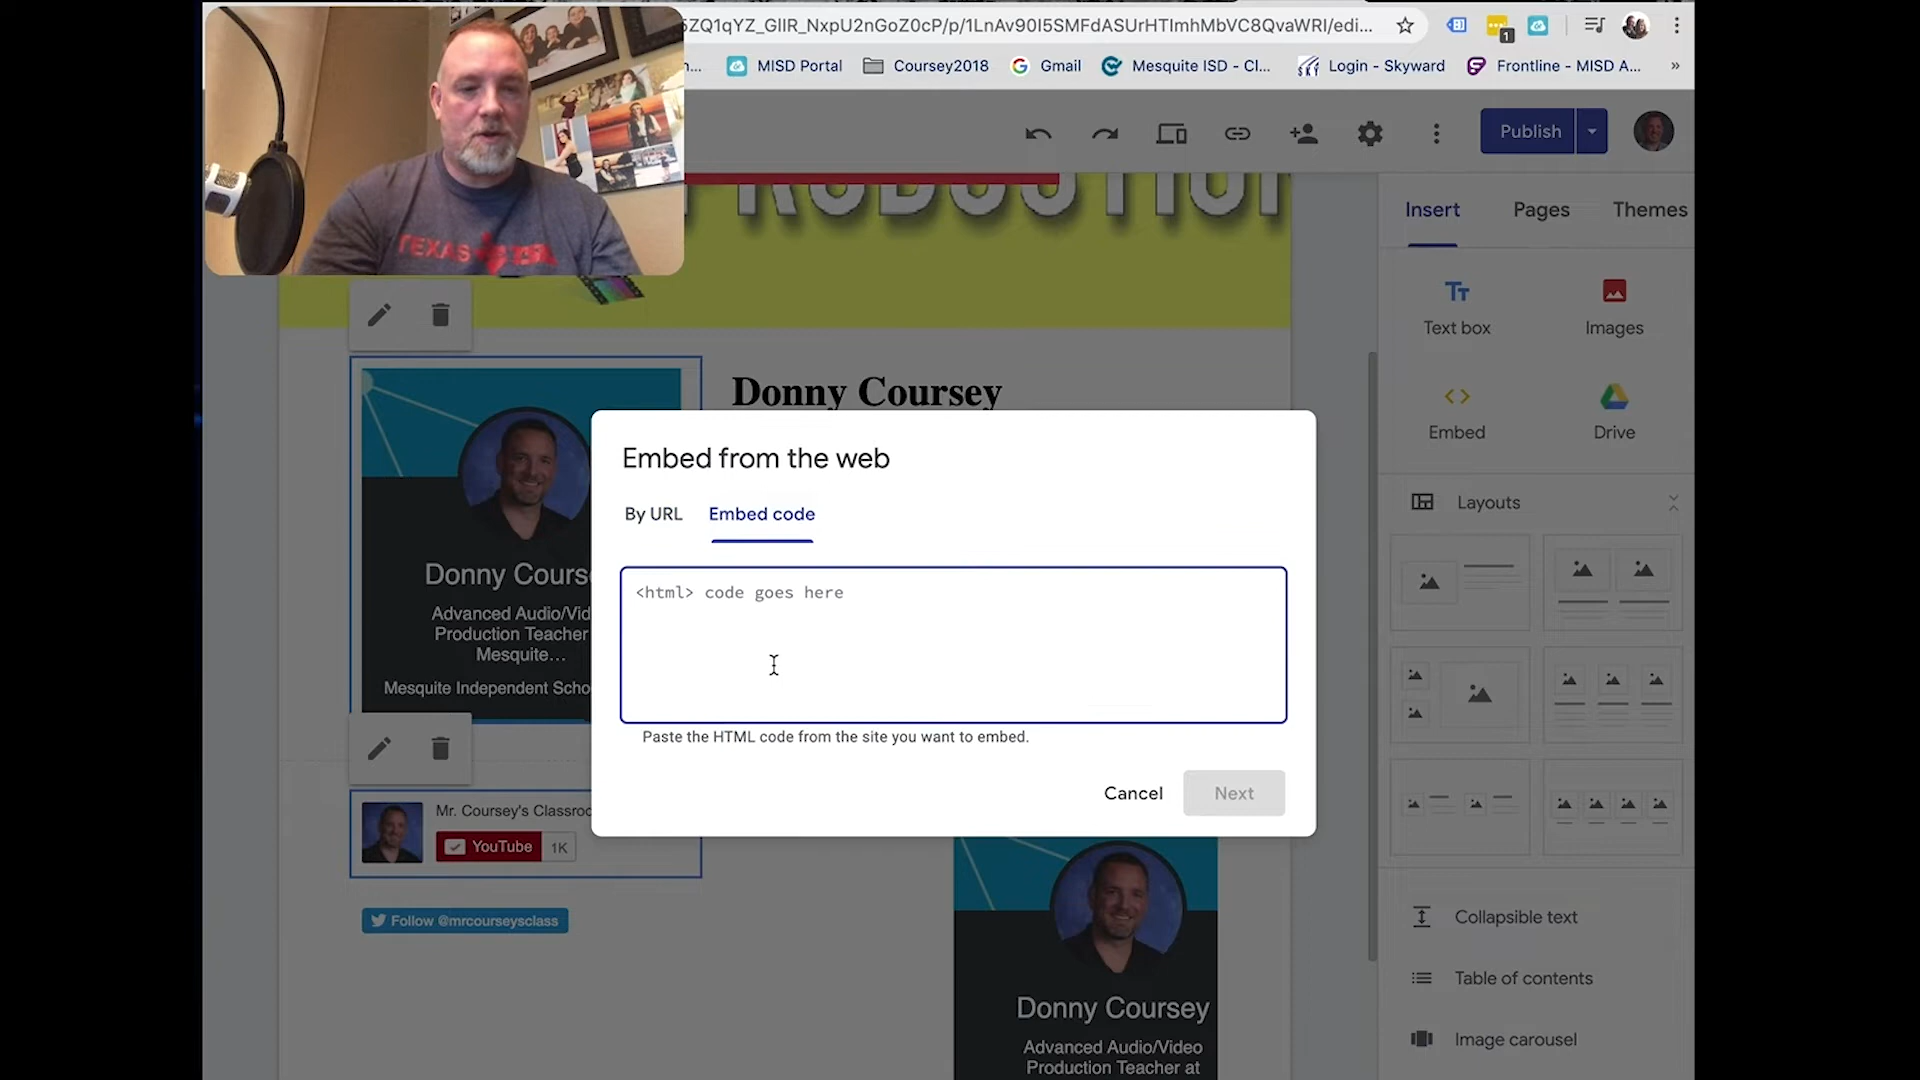 ZQ1qYZ_GlIR_NxpU2nGoZ0cP/p/1LnAv90I5SMFdASUrHTImhMbVC8QvaWRI/edi...
1
MISD Portal
Coursey2018
Gmail
Mesquite ISD - Cl...
Login - Skyward
Frontline - MISD A...
»
Publish
PRODUCTION
TEXAS
Insert
Pages
Themes
Text box
Images
Embed
Drive
Layouts
Donny Coursey
Embed from the web
By URL
Embed code
<html> code goes here
Paste the HTML code from the site you want to embed.
Cancel
Next
Donny Course
Advanced Audio/Vid
Production Teacher
Mesquite...
Mesquite Independent Schoo
Mr. Coursey's Classroo
YouTube
1K
Follow @mrcourseysclass
Donny Coursey
Advanced Audio/Video
Production Teacher at
Collapsible text
Table of contents
Image carousel